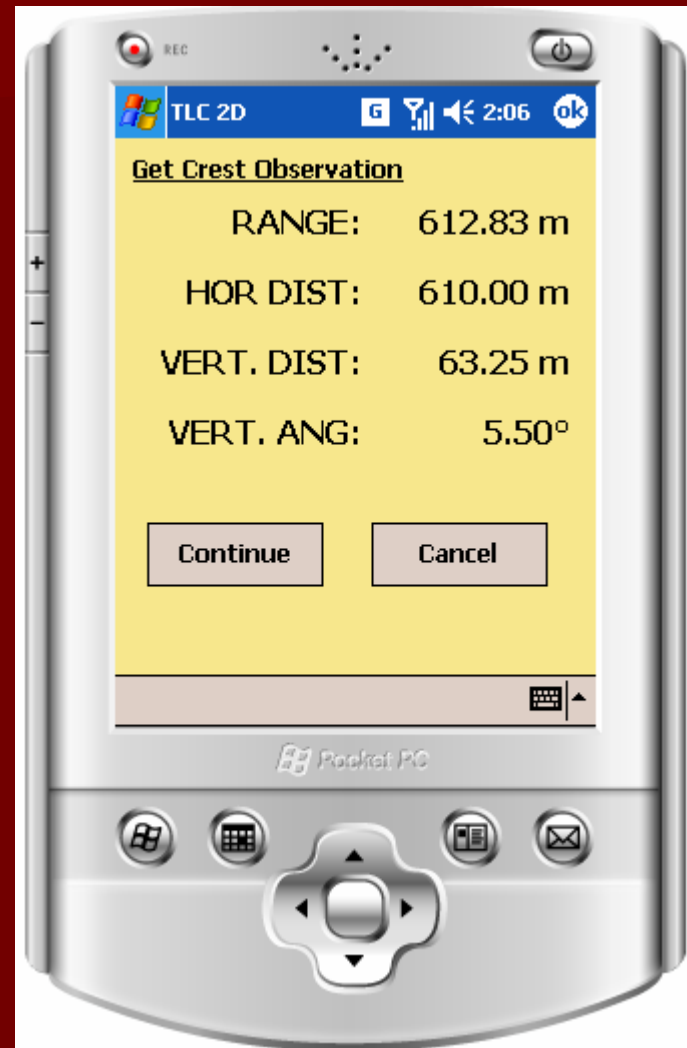 REC
TLC 2D G 2:06 ok
Get Crest Observation
RANGE: 612.83 m
HOR DIST: 610.00 m
VERT. DIST: 63.25 m
VERT. ANG: 5.50°
Continue Cancel
Pocket PC